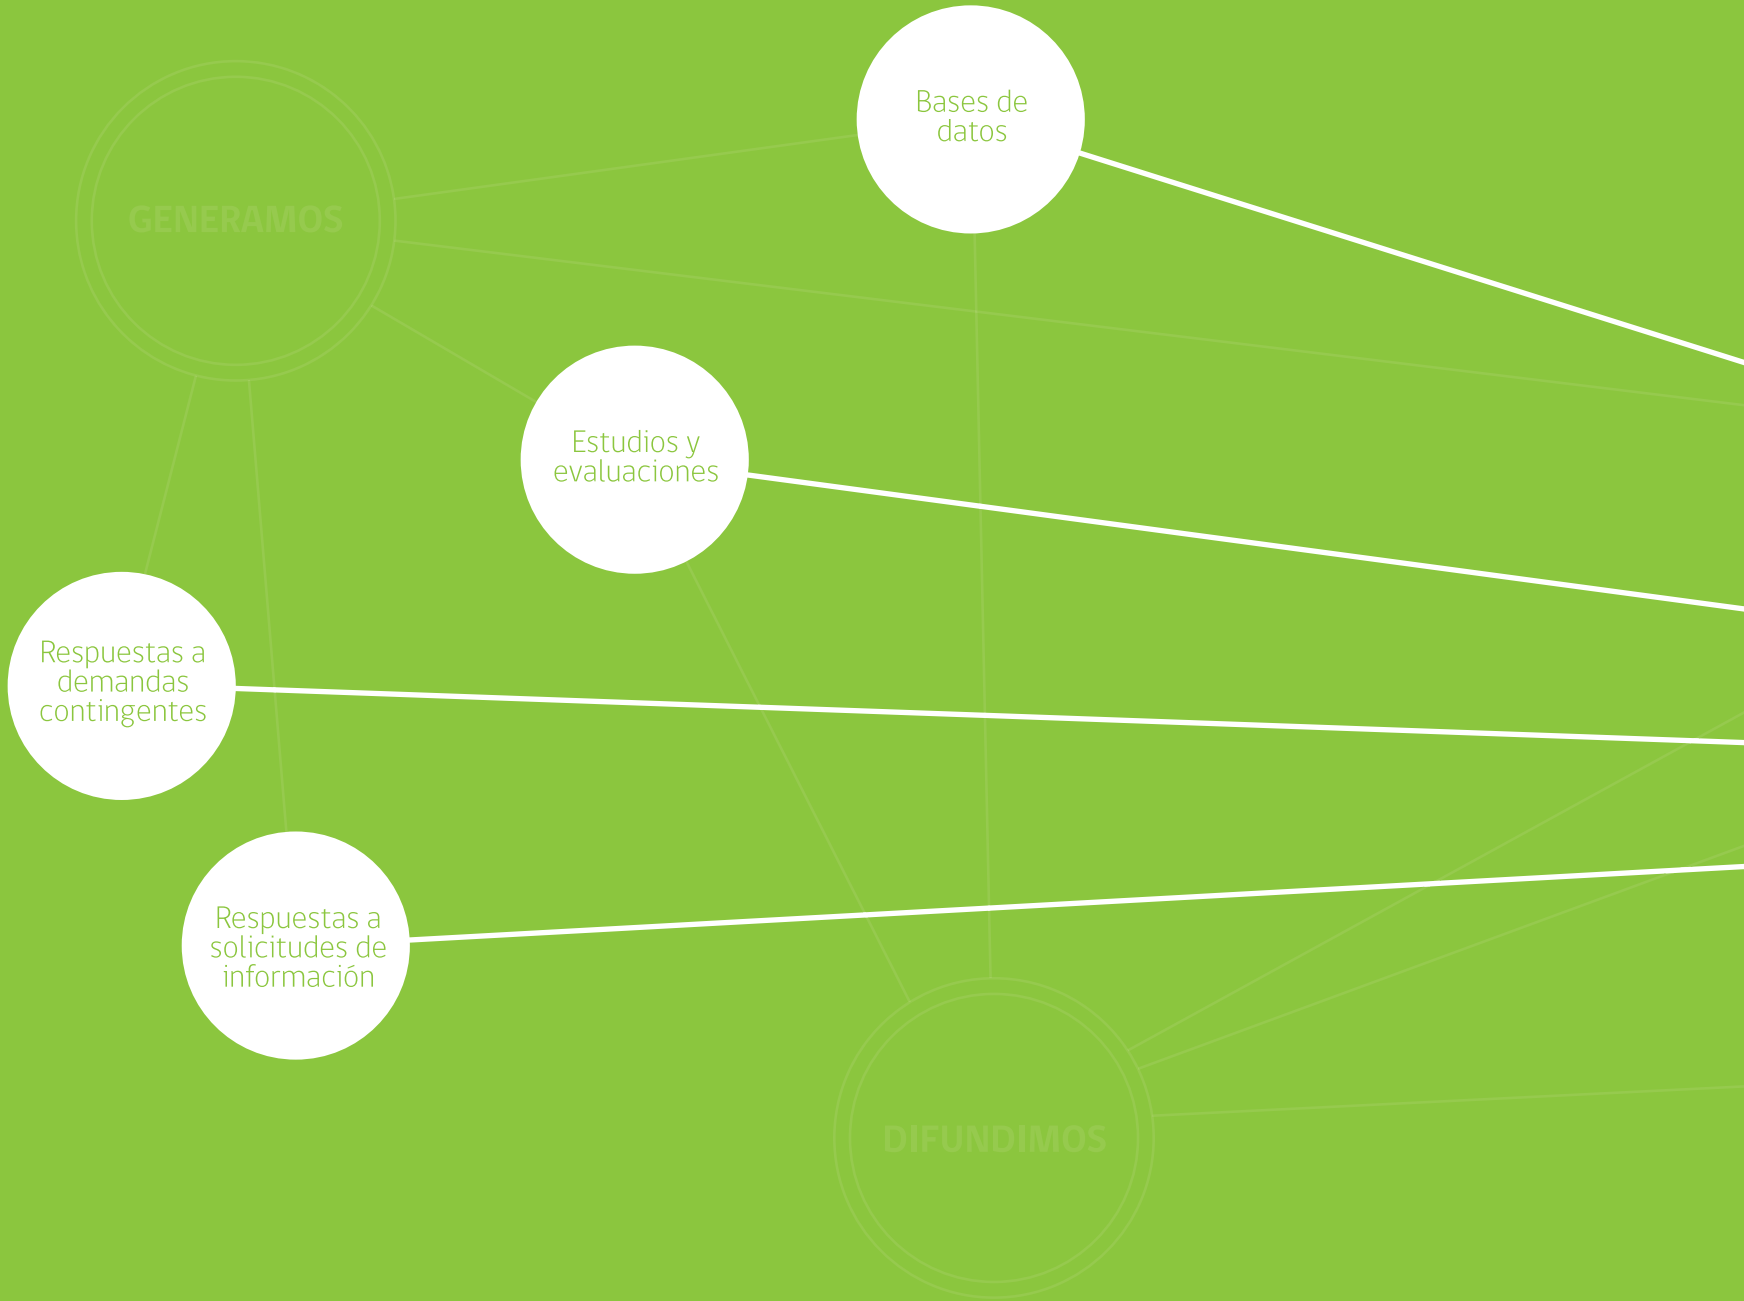 Bases de
datos
GENERAMOS
Estudios y
evaluaciones
Respuestas a
demandas
contingentes
Respuestas a
solicitudes de
información
DIFUNDIMOS